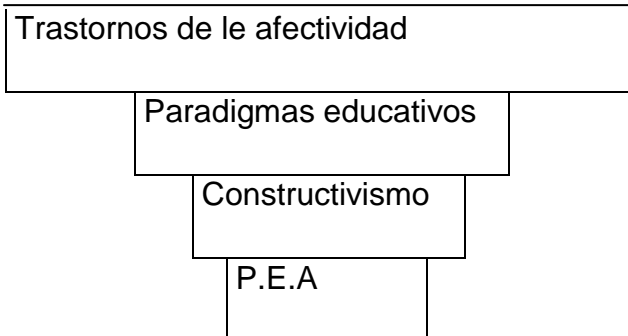 Trastornos de le afectividad
Paradigmas educativos
Constructivismo
P.E.A